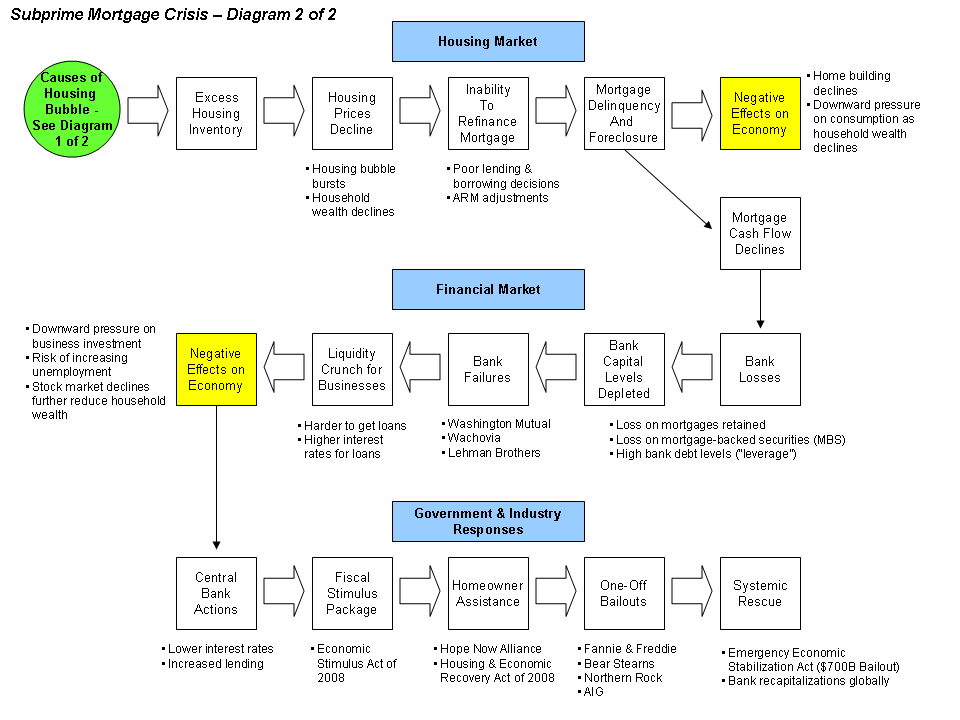 Subprime Mortgage Crisis – Diagram 2 of 2
Housing Market
Causes of
Housing
Bubble -
See Diagram
1 of 2
Excess
Housing
Inventory
Housing
Prices
Decline
Inability
To
Refinance
Mortgage
Mortgage
Delinquency
And
Foreclosure
Negative
Effects on
Economy
• Home building
declines
• Downward pressure
on consumption as
household wealth
declines
• Housing bubble
bursts
• Household
wealth declines
• Poor lending &
borrowing decisions
• ARM adjustments
Mortgage
Cash Flow
Declines
Financial Market
• Downward pressure on
business investment
• Risk of increasing
unemployment
• Stock market declines
further reduce household
wealth
Negative
Effects on
Economy
Liquidity
Crunch for
Businesses
Bank
Failures
Bank
Capital
Levels
Depleted
Bank
Losses
• Harder to get loans
• Higher interest
rates for loans
• Washington Mutual
• Wachovia
• Lehman Brothers
• Loss on mortgages retained
• Loss on mortgage-backed securities (MBS)
• High bank debt levels ("leverage")
Government & Industry
Responses
Central
Bank
Actions
Fiscal
Stimulus
Package
Homeowner
Assistance
One-Off
Bailouts
Systemic
Rescue
• Lower interest rates
• Increased lending
• Economic
Stimulus Act of
2008
• Hope Now Alliance
• Housing & Economic
Recovery Act of 2008
• Fannie & Freddie
• Bear Stearns
• Northern Rock
• AIG
• Emergency Economic
Stabilization Act ($700B Bailout)
• Bank recapitalizations globally